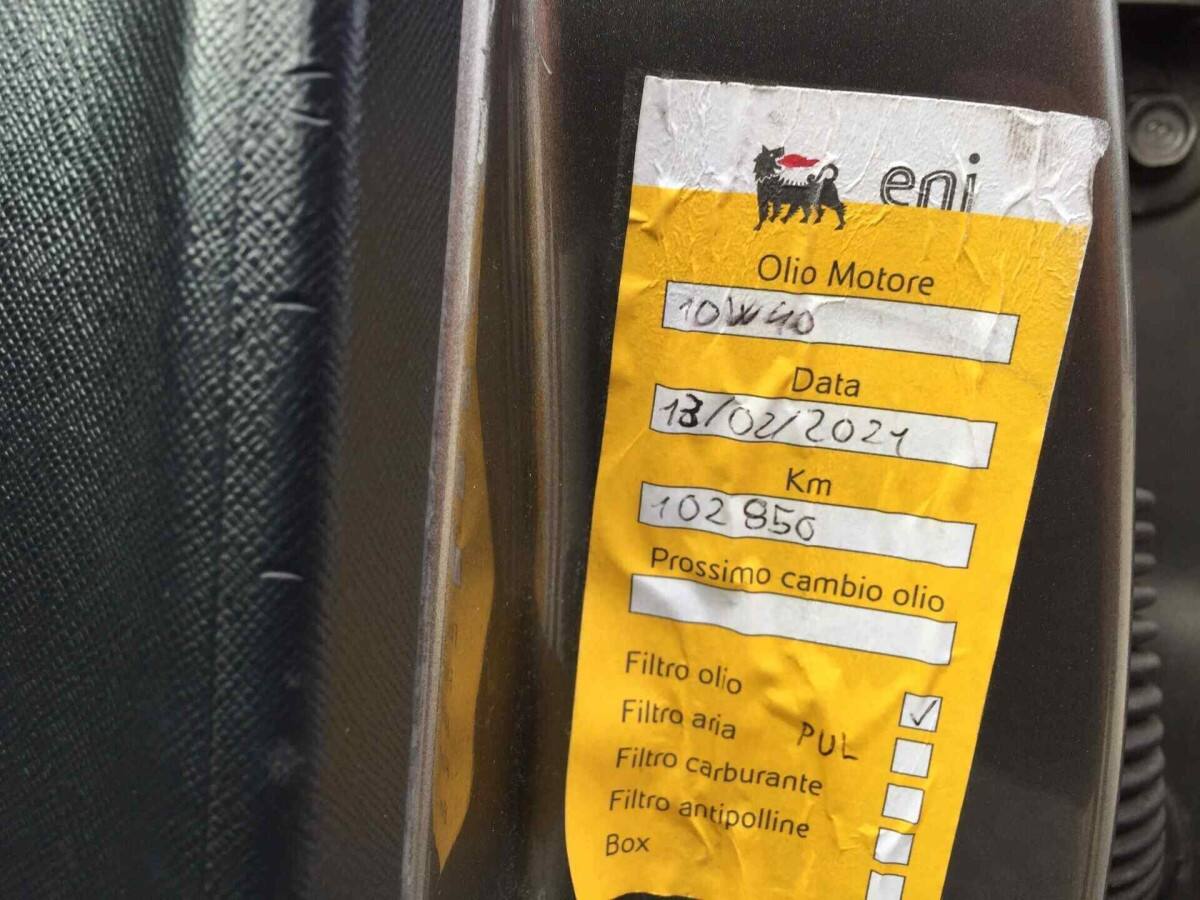 eni
Olio Motore
10W40
Data
13/02/2021
Km
102 850
Prossimo cambio olio
Filtro olio ✓
Filtro aria PUL
Filtro carburante
Filtro antipolline
Box